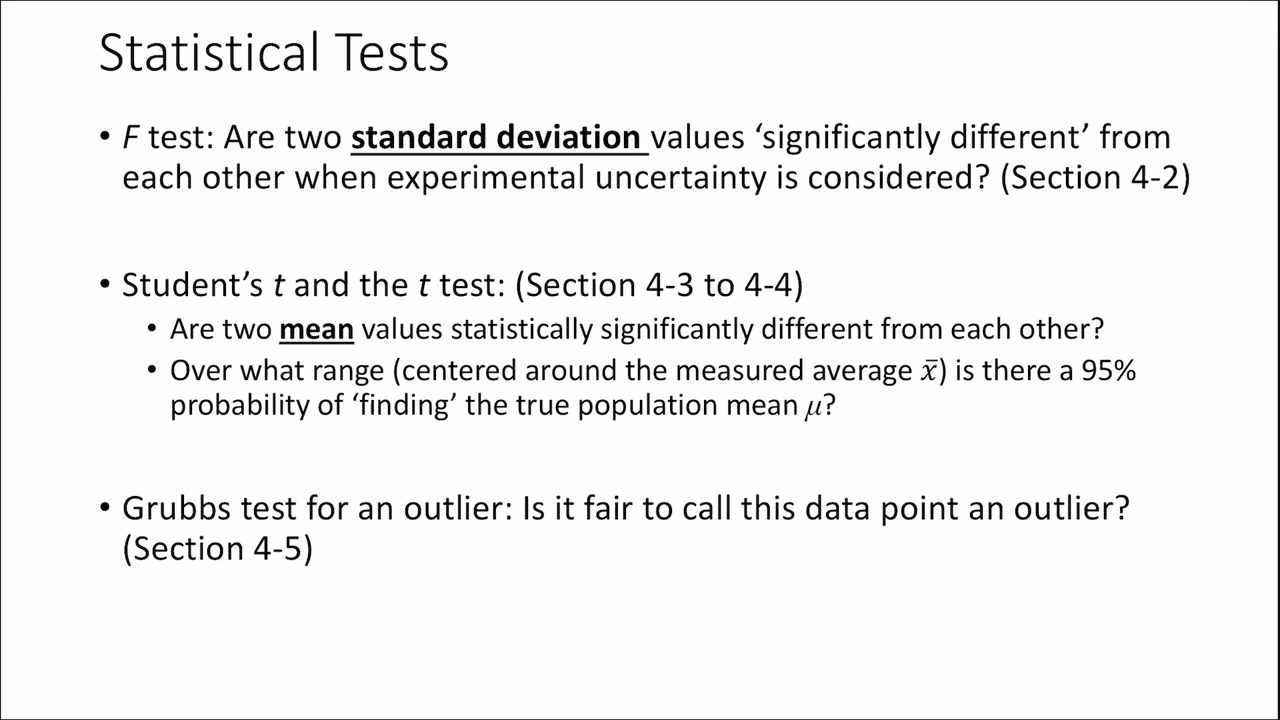 Statistical Tests
• F test: Are two standard deviation values ‘significantly different’ from
each other when experimental uncertainty is considered? (Section 4-2)
• Student’s t and the t test: (Section 4-3 to 4-4)
• Are two mean values statistically significantly different from each other?
• Over what range (centered around the measured average x̄) is there a 95%
probability of ‘finding’ the true population mean μ?
• Grubbs test for an outlier: Is it fair to call this data point an outlier?
(Section 4-5)